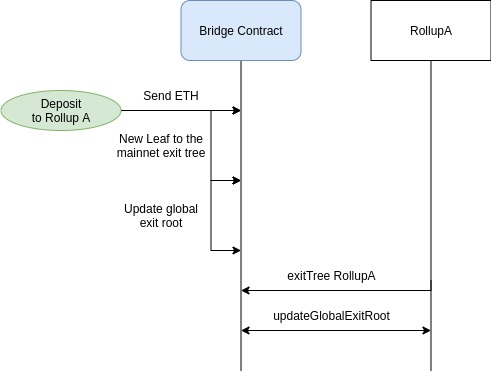 Bridge Contract
RollupA
Deposit
to Rollup A
Send ETH
New Leaf to the
mainnet exit tree
Update global
exit root
exitTree RollupA
updateGlobalExitRoot